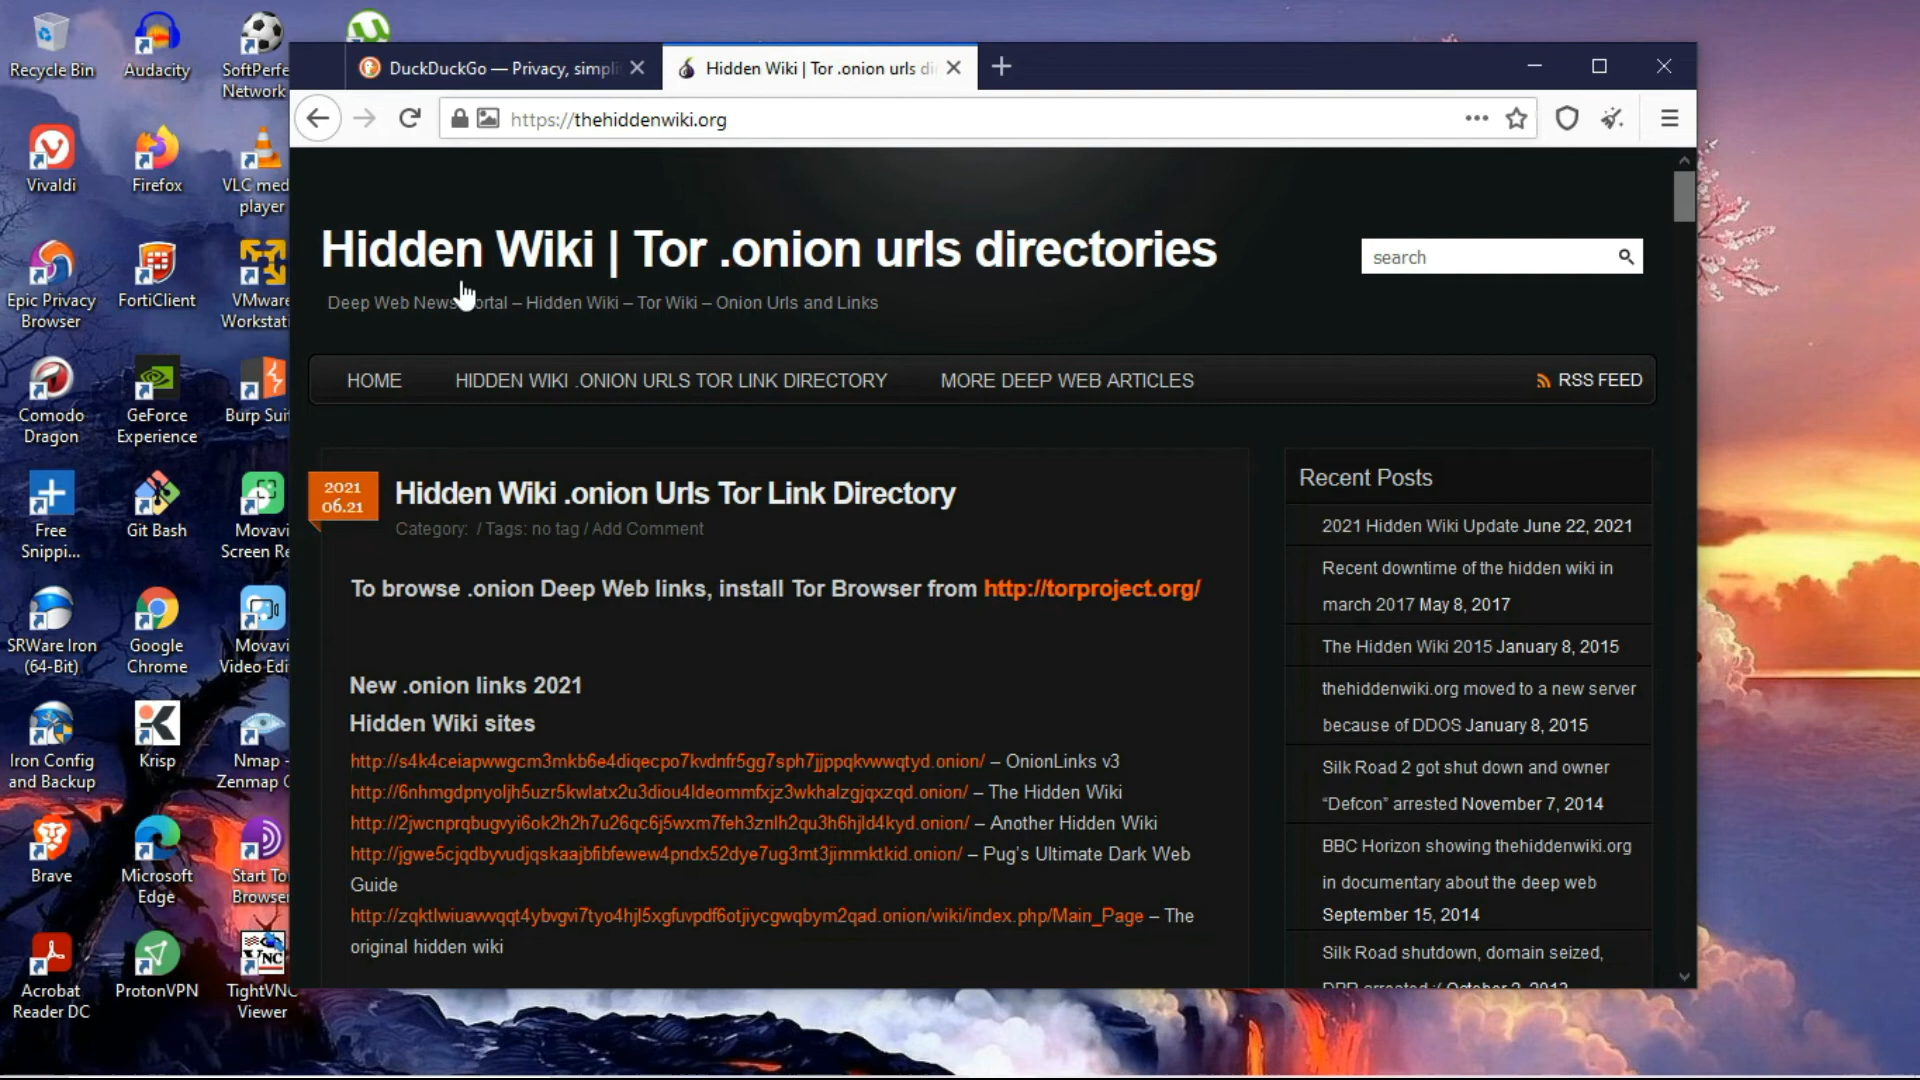 Recycle Bin
Audacity
SoftPerfe
Network
Vivaldi
Firefox
VLC med
player
Epic Privacy
Browser
FortiClient
VMware
Workstati
Comodo
Dragon
GeForce
Experience
Burp Sui
Free
Snippi...
Git Bash
Movavi
Screen Re
SRWare Iron
(64-Bit)
Google
Chrome
Movavi
Video Edi
Iron Config
and Backup
Krisp
Nmap -
Zenmap G
Brave
Microsoft
Edge
Start To
Browser
Acrobat
Reader DC
ProtonVPN
VNC
TightVNC
Viewer
DuckDuckGo — Privacy, simpli
Hidden Wiki | Tor .onion urls di
https://thehiddenwiki.org
Hidden Wiki | Tor .onion urls directories
search
Deep Web News Portal – Hidden Wiki – Tor Wiki – Onion Urls and Links
HOME
HIDDEN WIKI .ONION URLS TOR LINK DIRECTORY
MORE DEEP WEB ARTICLES
RSS FEED
2021
06.21
Hidden Wiki .onion Urls Tor Link Directory
Category: / Tags: no tag / Add Comment
To browse .onion Deep Web links, install Tor Browser from http://torproject.org/
New .onion links 2021
Hidden Wiki sites
http://s4k4ceiapwwgcm3mkb6e4diqecpo7kvdnfr5gg7sph7jjppqkvwwqtyd.onion/ – OnionLinks v3
http://6nhmgdpnyoljh5uzr5kwlatx2u3diou4ldeommfxjz3wkhalzgjqxzqd.onion/ – The Hidden Wiki
http://2jwcnprqbugvyi6ok2h2h7u26qc6j5wxm7feh3znlh2qu3h6hjld4kyd.onion/ – Another Hidden Wiki
http://jgwe5cjqdbyvudjqskaajbfibfewew4pndx52dye7ug3mt3jimmktkid.onion/ – Pug's Ultimate Dark Web
Guide
http://zqktlwiuavvvqqt4ybvgvi7tyo4hjl5xgfuvpdf6otjiycgwqbym2qad.onion/wiki/index.php/Main_Page – The
original hidden wiki
Recent Posts
2021 Hidden Wiki Update June 22, 2021
Recent downtime of the hidden wiki in
march 2017 May 8, 2017
The Hidden Wiki 2015 January 8, 2015
thehiddenwiki.org moved to a new server
because of DDOS January 8, 2015
Silk Road 2 got shut down and owner
“Defcon” arrested November 7, 2014
BBC Horizon showing thehiddenwiki.org
in documentary about the deep web
September 15, 2014
Silk Road shutdown, domain seized,
DPR arrested :( October 2, 2013